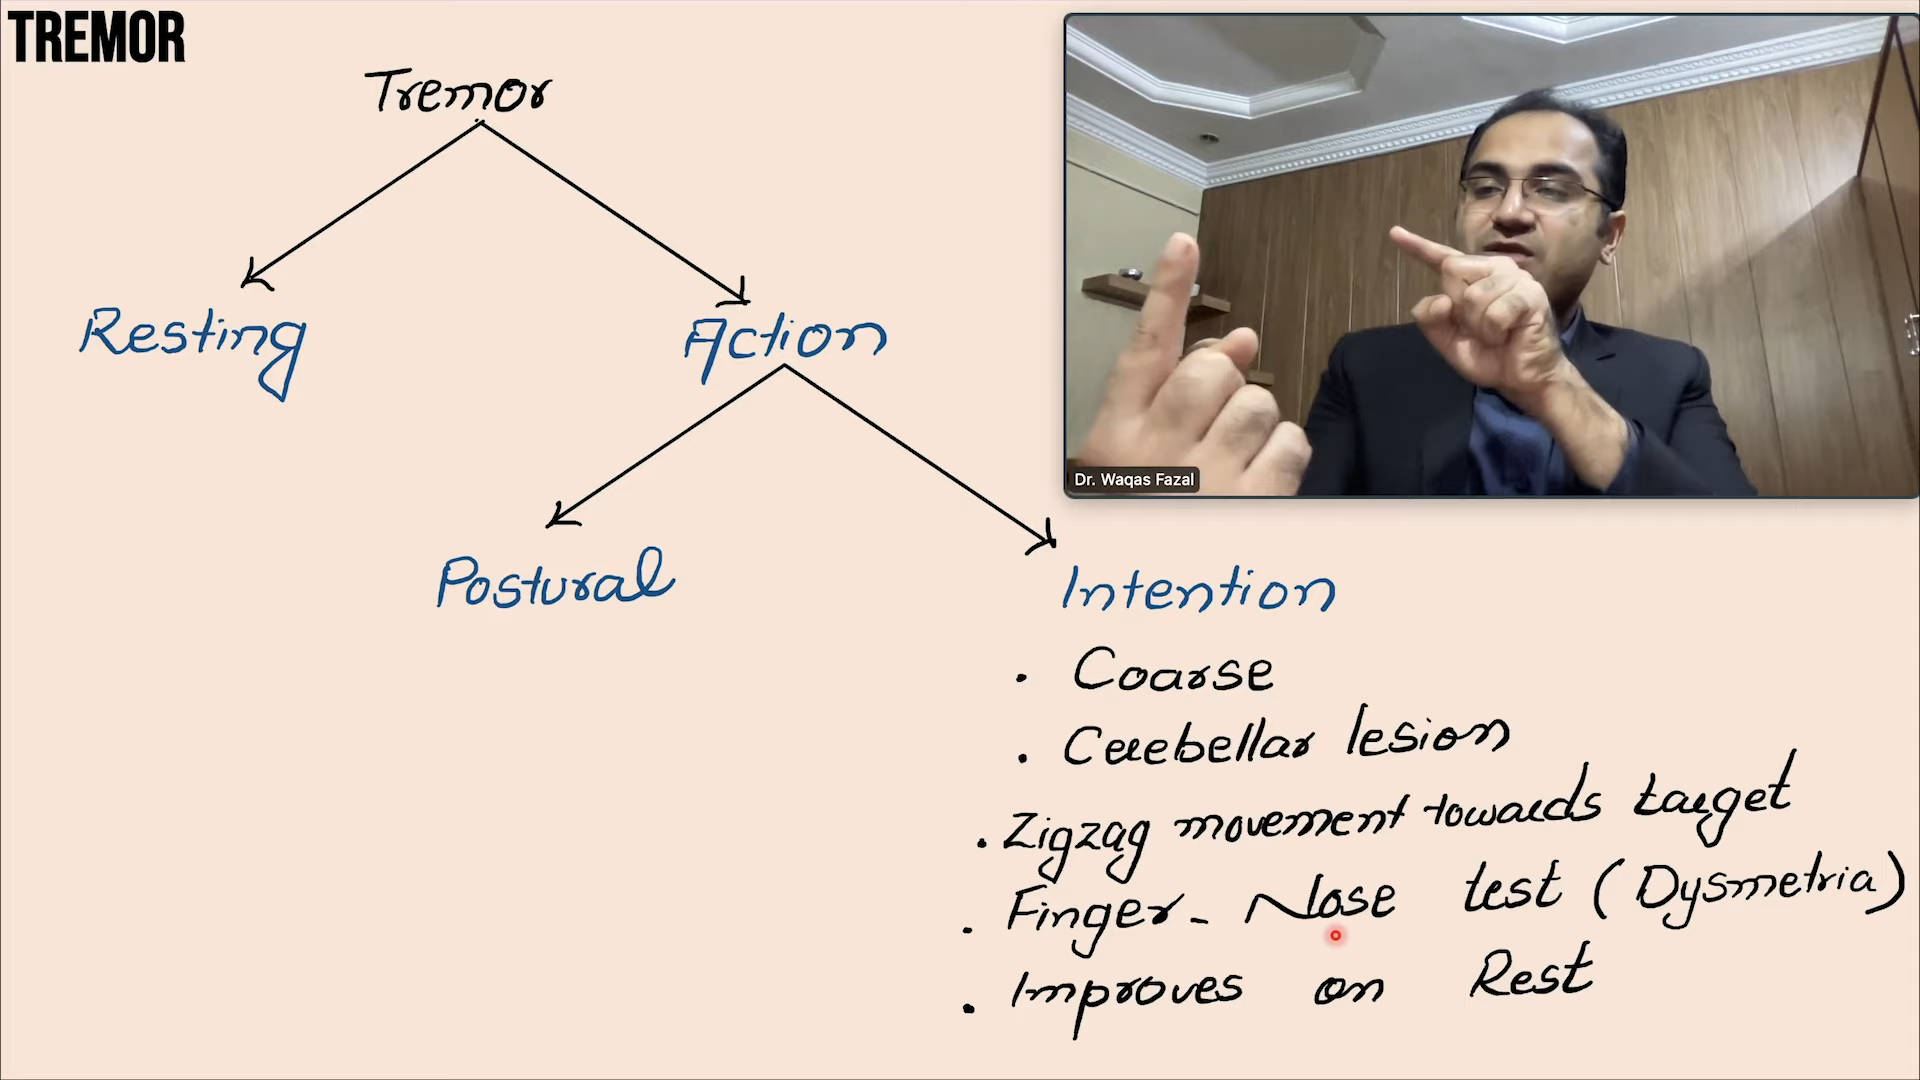 TREMOR
Tremor
Resting
Action
Dr. Waqas Fazal
Postural
Intention
. Coarse
. Cerebellar lesion
. Zigzag movement towards target
. Finger - Nose test (Dysmetria)
. Improves on Rest